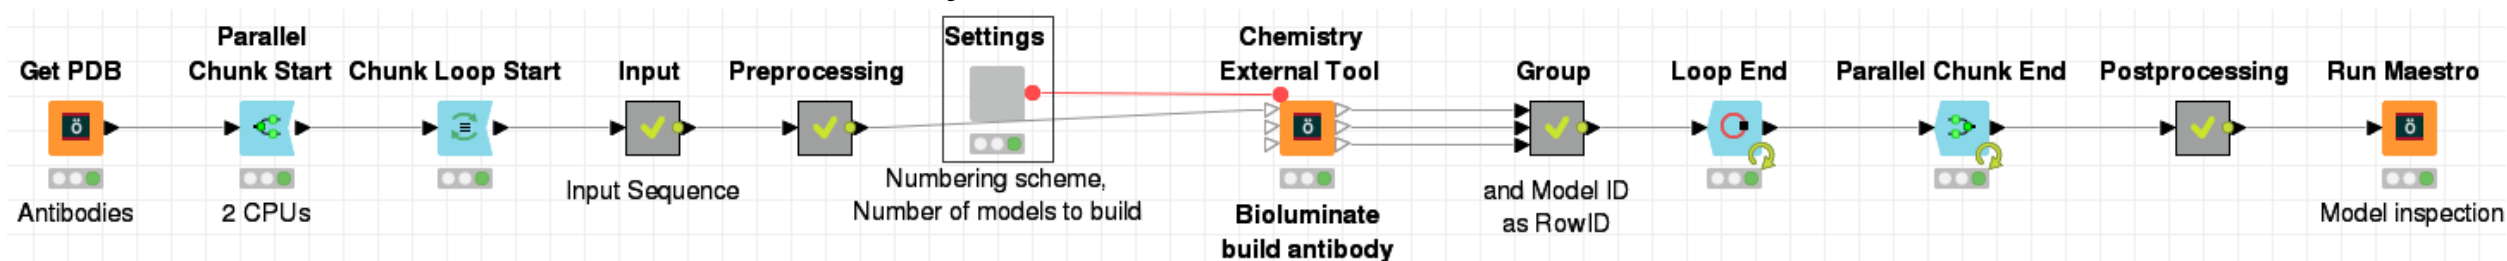 Get PDB
Antibodies
Parallel
Chunk Start
2 CPUs
Chunk Loop Start
Input
Input Sequence
Preprocessing
Settings
Numbering scheme,
Number of models to build
Chemistry
External Tool
Bioluminate
build antibody
Group
and Model ID
as RowID
Loop End
Parallel Chunk End
Postprocessing
Run Maestro
Model inspection